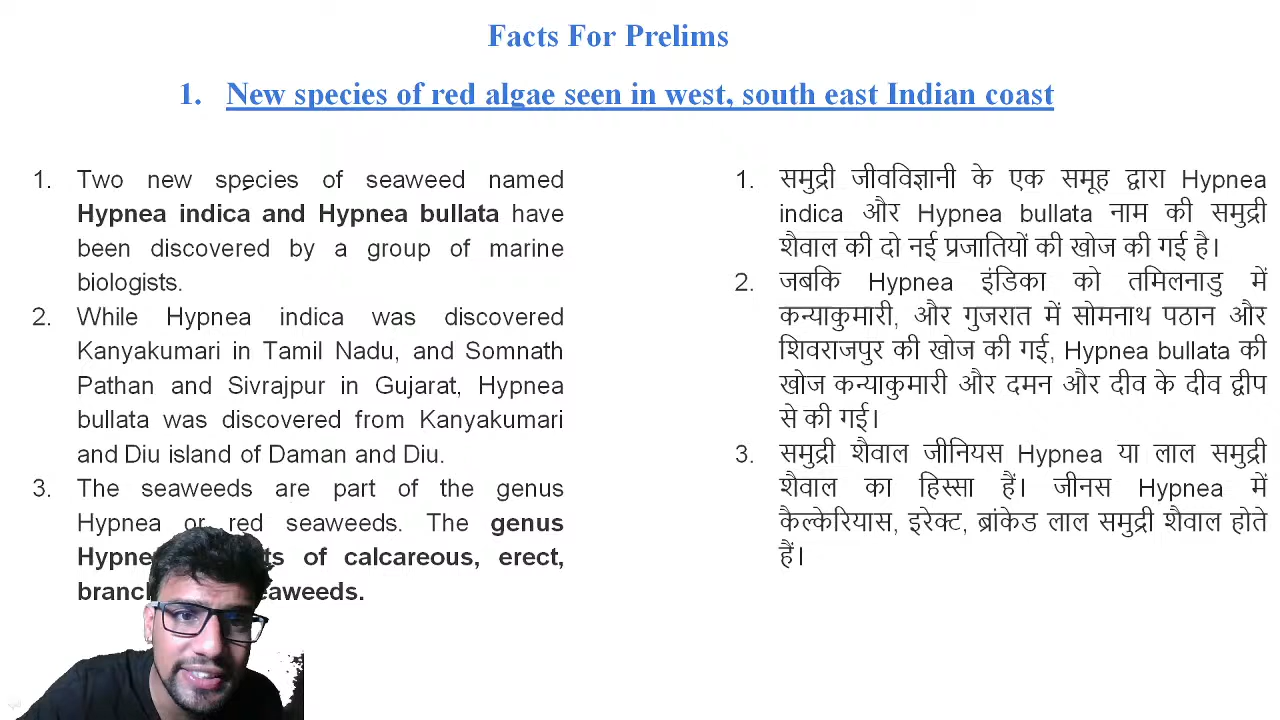 Facts For Prelims
1. New species of red algae seen in west, south east Indian coast
1. Two new species of seaweed named
Hypnea indica and Hypnea bullata have
been discovered by a group of marine
biologists.
2. While Hypnea indica was discovered
Kanyakumari in Tamil Nadu, and Somnath
Pathan and Sivrajpur in Gujarat, Hypnea
bullata was discovered from Kanyakumari
and Diu island of Daman and Diu.
3. The seaweeds are part of the genus
Hypnea or red seaweeds. The genus
of calcareous, erect,
1. समुद्री जीवविज्ञानी के एक समूह द्वारा Hypnea
indica और Hypnea bullata नाम की समुद्री
शैवाल की दो नई प्रजातियों की खोज की गई है।
2. जबकि Hypnea इंडिका को तमिलनाडु में
कन्याकुमारी, और गुजरात में सोमनाथ पठान और
शिवराजपुर की खोज की गई, Hypnea bullata की
खोज कन्याकुमारी और दमन और दीव के दीव द्वीप
से की गई।
3. समुद्री शैवाल जीनियस Hypnea या लाल समुद्री
शैवाल का हिस्सा हैं। जीनस Hypnea में
कैल्केरियास, इरेक्ट, ब्रांकेड लाल समुद्री शैवाल होते
हैं।